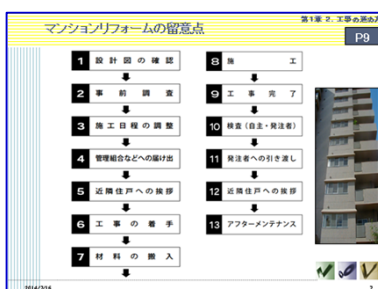 第1章 2. 工事の進め方
マンションリフォームの留意点
P9
1 設計図の確認
2 事前調査
3 施工日程の調整
4 管理組合などへの届け出
5 近隣住戸への挨拶
6 工事の着手
7 材料の搬入
8 施工
9 工事完了
10 検査(自主・発注者)
11 発注者への引き渡し
12 近隣住戸への挨拶
13 アフターメンテナンス
2